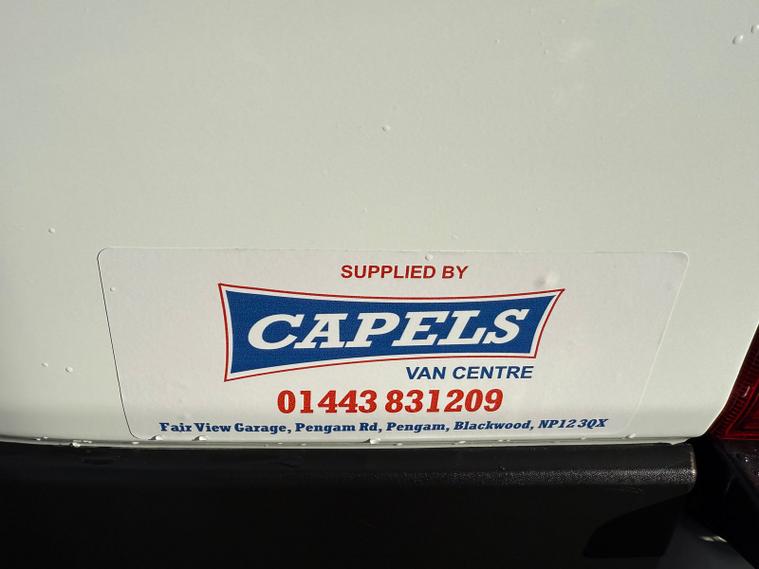 SUPPLIED BY
CAPELS
VAN CENTRE
01443 831209
Fair View Garage, Pengam Rd, Pengam, Blackwood, NP12 3QX